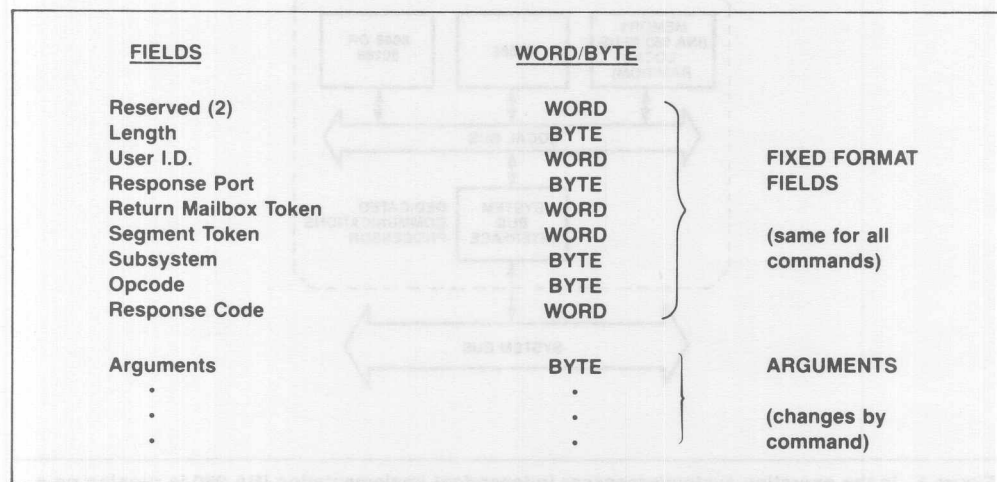 FIELDS WORD/BYTE
Reserved (2) WORD
Length BYTE
User I.D. WORD FIXED FORMAT
Response Port BYTE FIELDS
Return Mailbox Token WORD
Segment Token WORD (same for all
Subsystem BYTE commands)
Opcode BYTE
Response Code WORD
Arguments BYTE ARGUMENTS
(changes by
command)